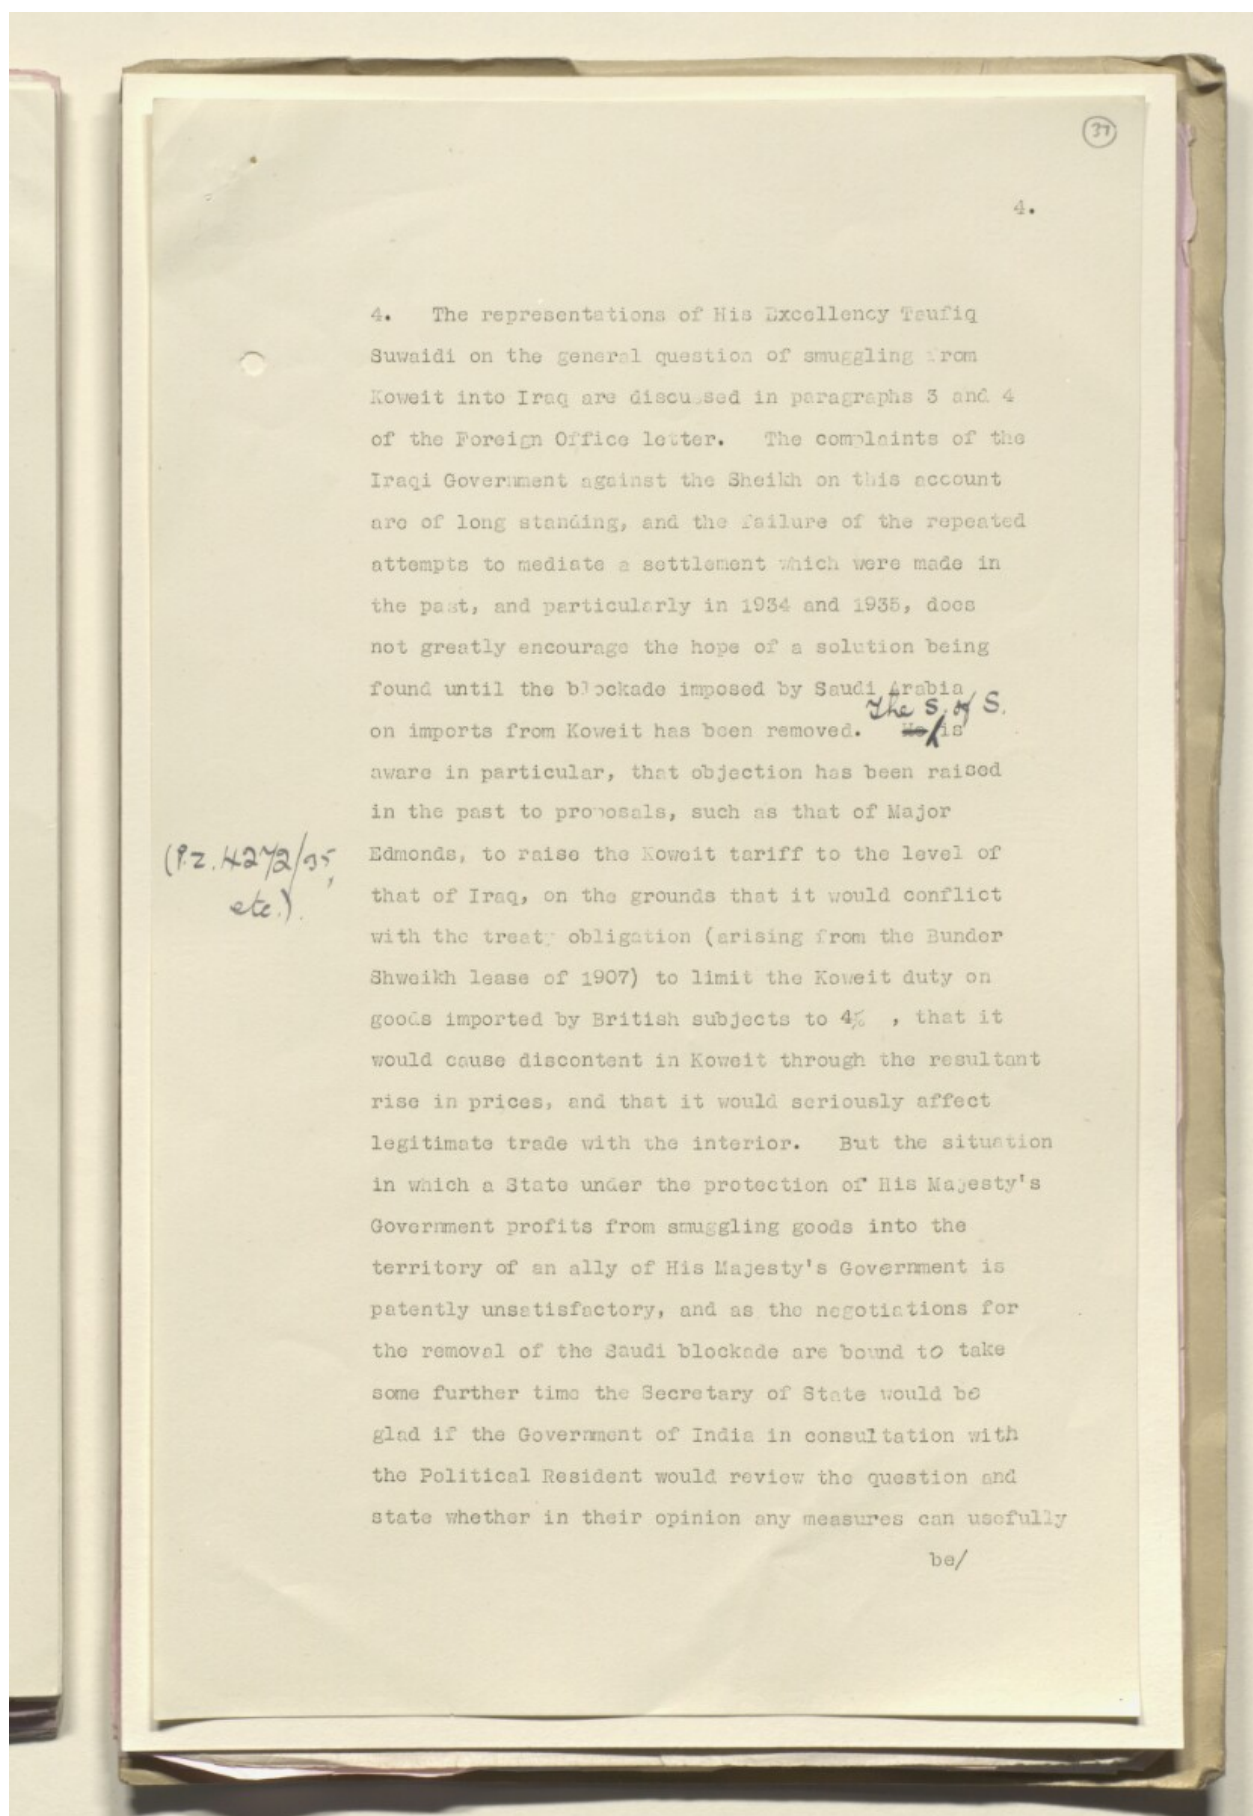 37
4.
4. The representations of His Excellency Taufiq
Suwaidi on the general question of smuggling from
Koweit into Iraq are discussed in paragraphs 3 and 4
of the Foreign Office letter. The complaints of the
Iraqi Government against the Sheikh on this account
are of long standing, and the failure of the repeated
attempts to mediate a settlement which were made in
the past, and particularly in 1934 and 1935, does
not greatly encourage the hope of a solution being
found until the blockade imposed by Saudi Arabia
The S. of S.
on imports from Koweit has been removed. He is
aware in particular, that objection has been raised
in the past to proposals, such as that of Major
(P.Z. 4272/35,
Edmonds, to raise the Koweit tariff to the level of
etc.).
that of Iraq, on the grounds that it would conflict
with the treaty obligation (arising from the Bunder
Shweikh lease of 1907) to limit the Koweit duty on
goods imported by British subjects to 4% , that it
would cause discontent in Koweit through the resultant
rise in prices, and that it would seriously affect
legitimate trade with the interior. But the situation
in which a State under the protection of His Majesty's
Government profits from smuggling goods into the
territory of an ally of His Majesty's Government is
patently unsatisfactory, and as the negotiations for
the removal of the Saudi blockade are bound to take
some further time the Secretary of State would be
glad if the Government of India in consultation with
the Political Resident would review the question and
state whether in their opinion any measures can usefully
be/